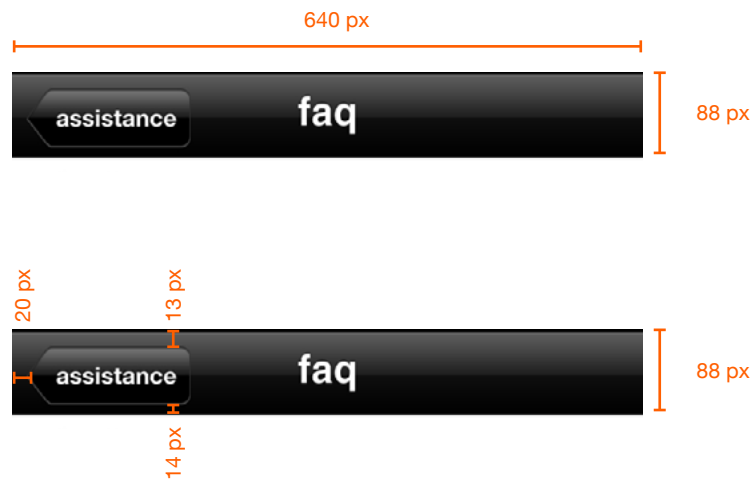 640 px
assistance
faq
88 px
20 px
13 px
assistance
faq
88 px
14 px